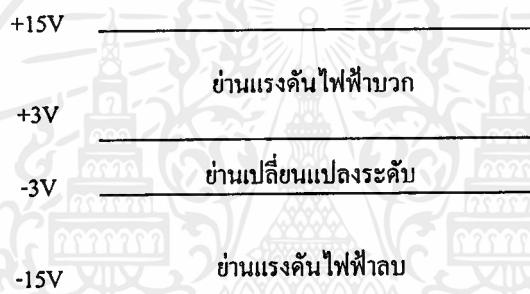 +15V
ย่านแรงดันไฟฟ้าบวก
+3V
ย่านเปลี่ยนแปลงระดับ
-3V
ย่านแรงดันไฟฟ้าลบ
-15V